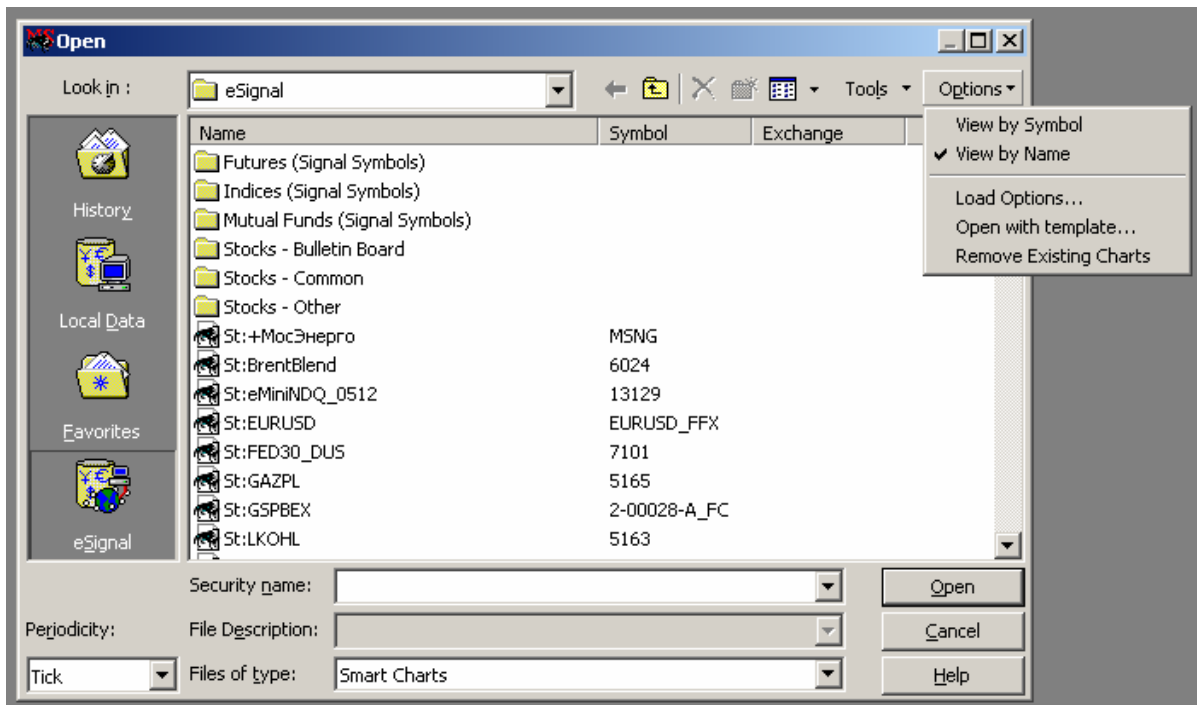 Open
Look in :
eSignal
Tools
Options
View by Symbol
View by Name
Load Options...
Open with template...
Remove Existing Charts
History
Local Data
Favorites
eSignal
Name Symbol Exchange
Futures (Signal Symbols)
Indices (Signal Symbols)
Mutual Funds (Signal Symbols)
Stocks - Bulletin Board
Stocks - Common
Stocks - Other
St:+МосЭнерго MSNG
St:BrentBlend 6024
St:eMiniNDQ_0512 13129
St:EURUSD EURUSD_FFX
St:FED30_DUS 7101
St:GAZPL 5165
St:GSPBEX 2-00028-A_FC
St:LKOHL 5163
Security name:
Open
Periodicity:
File Description:
Cancel
Tick
Files of type:
Smart Charts
Help